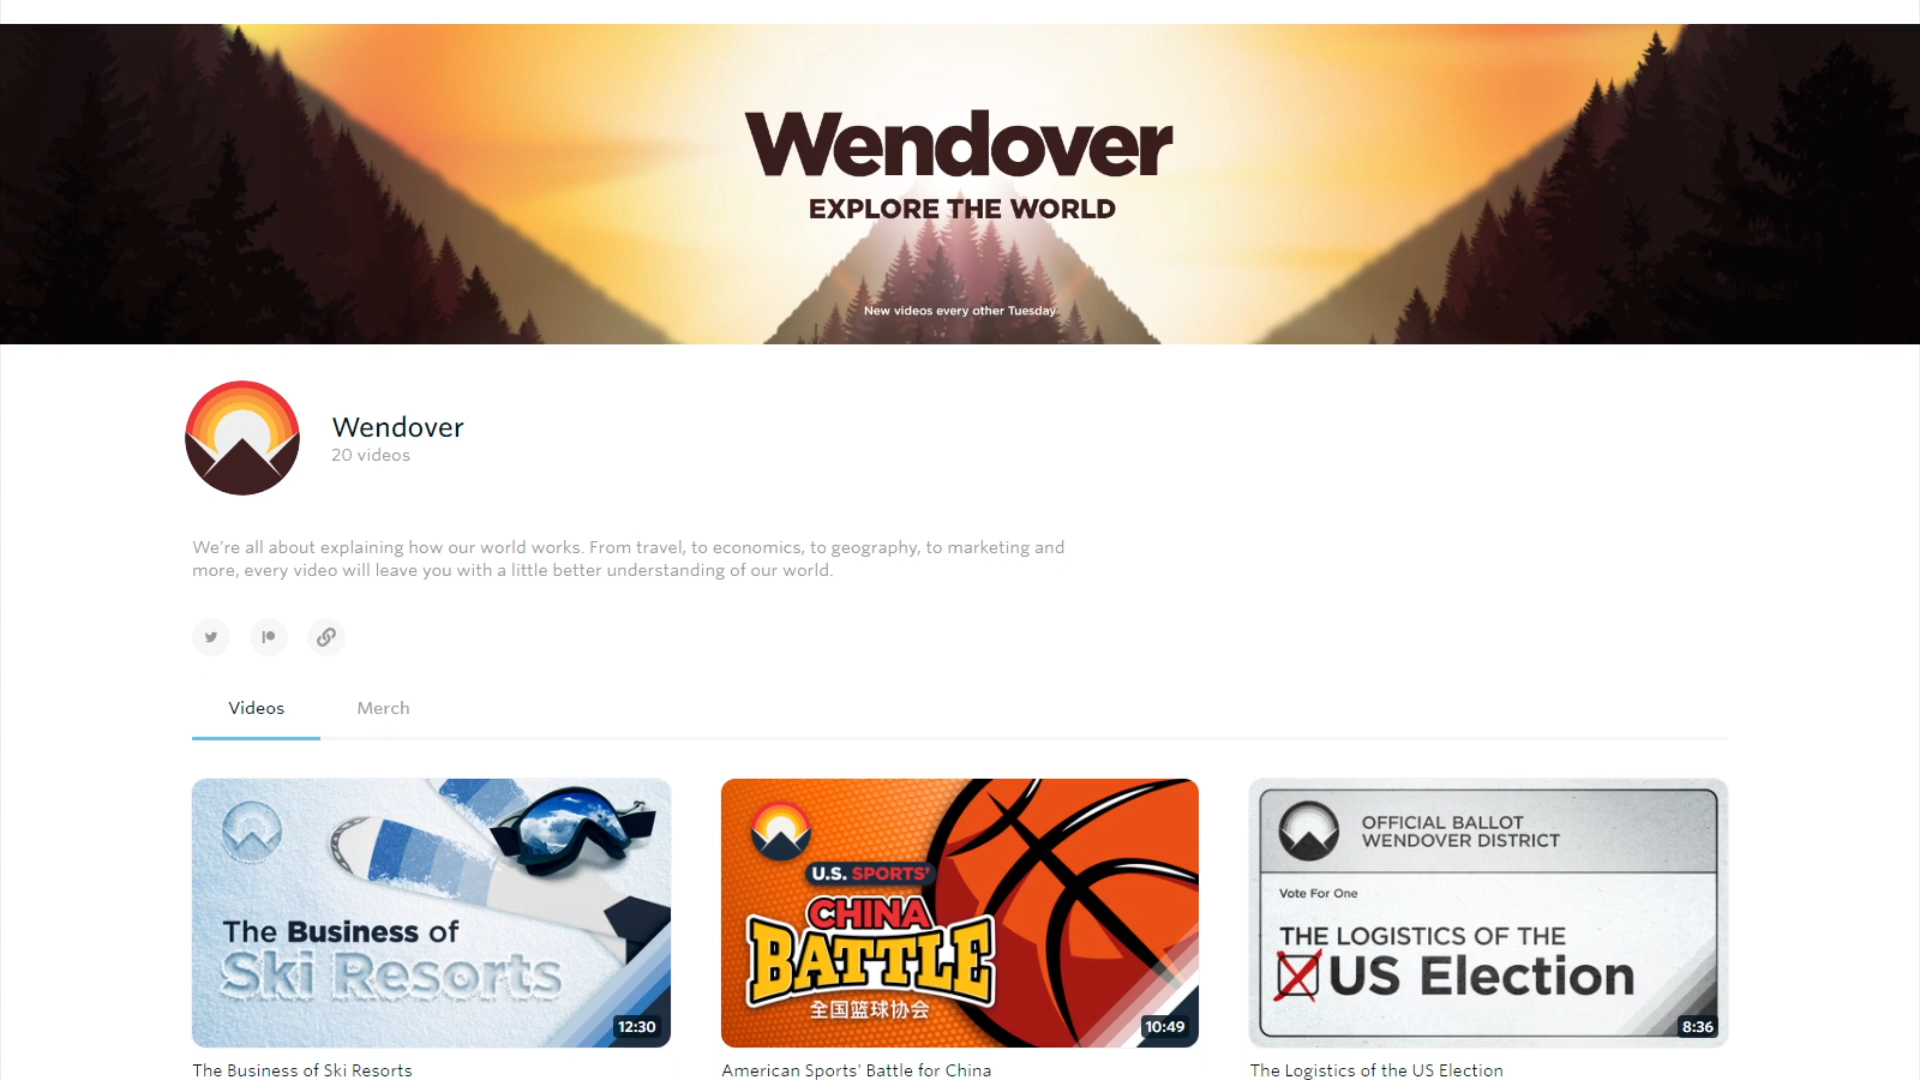 Wendover
EXPLORE THE WORLD
New videos every other Tuesday
Wendover
20 videos
We're all about explaining how our world works. From travel, to economics, to geography, to marketing and
more, every video will leave you with a little better understanding of our world.
Videos
Merch
The Business of
Ski Resorts
12:30
The Business of Ski Resorts
U.S. SPORTS'
CHINA
BATTLE
全国篮球协会
10:49
American Sports' Battle for China
OFFICIAL BALLOT
WENDOVER DISTRICT
Vote For One
THE LOGISTICS OF THE
US Election
8:36
The Logistics of the US Election